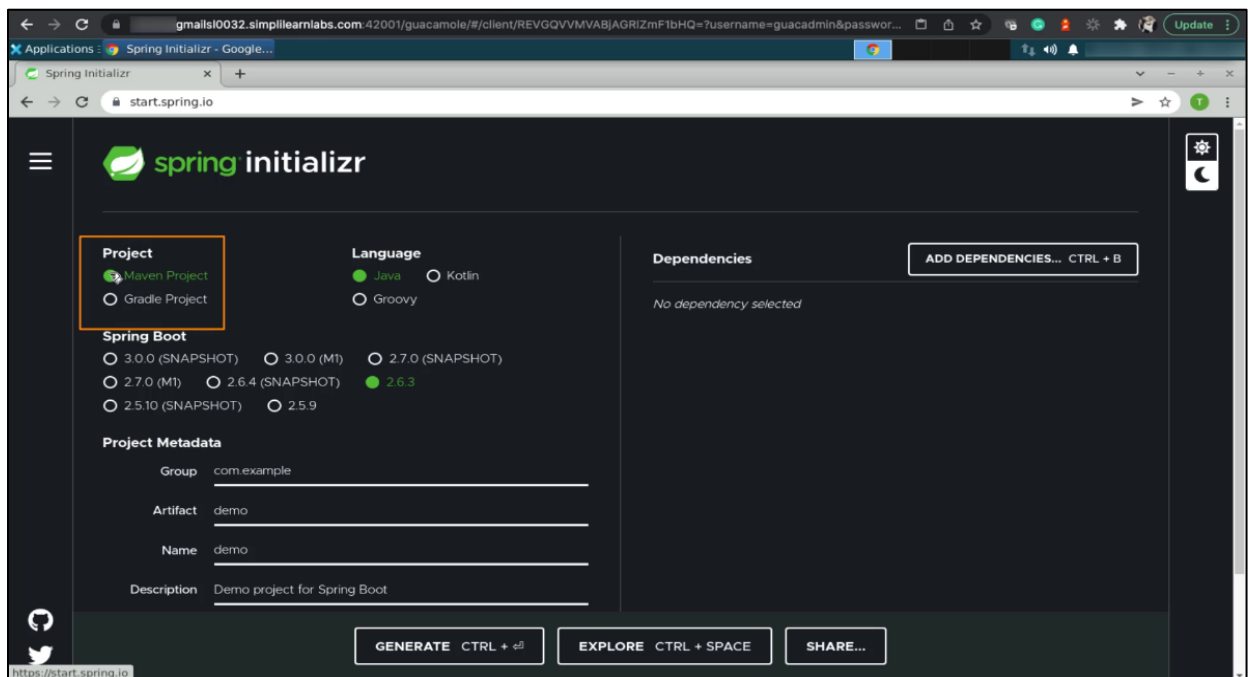 gmailsl0032.simplilearnlabs.com:42001/guacamole/#/client/REVGQVVMVABjAGRlZmF1bHQ=?username=guacadmin&passwor... Update
Applications Spring Initializr - Google...
Spring Initializr
start.spring.io T
spring initializr
Project Language
Maven Project Java Kotlin
Gradle Project Groovy
Dependencies ADD DEPENDENCIES... CTRL + B
No dependency selected
Spring Boot
3.0.0 (SNAPSHOT) 3.0.0 (M1) 2.7.0 (SNAPSHOT)
2.7.0 (M1) 2.6.4 (SNAPSHOT) 2.6.3
2.5.10 (SNAPSHOT) 2.5.9
Project Metadata
Group com.example
Artifact demo
Name demo
Description Demo project for Spring Boot
GENERATE CTRL + ⏎ EXPLORE CTRL + SPACE SHARE...
https://start.spring.io